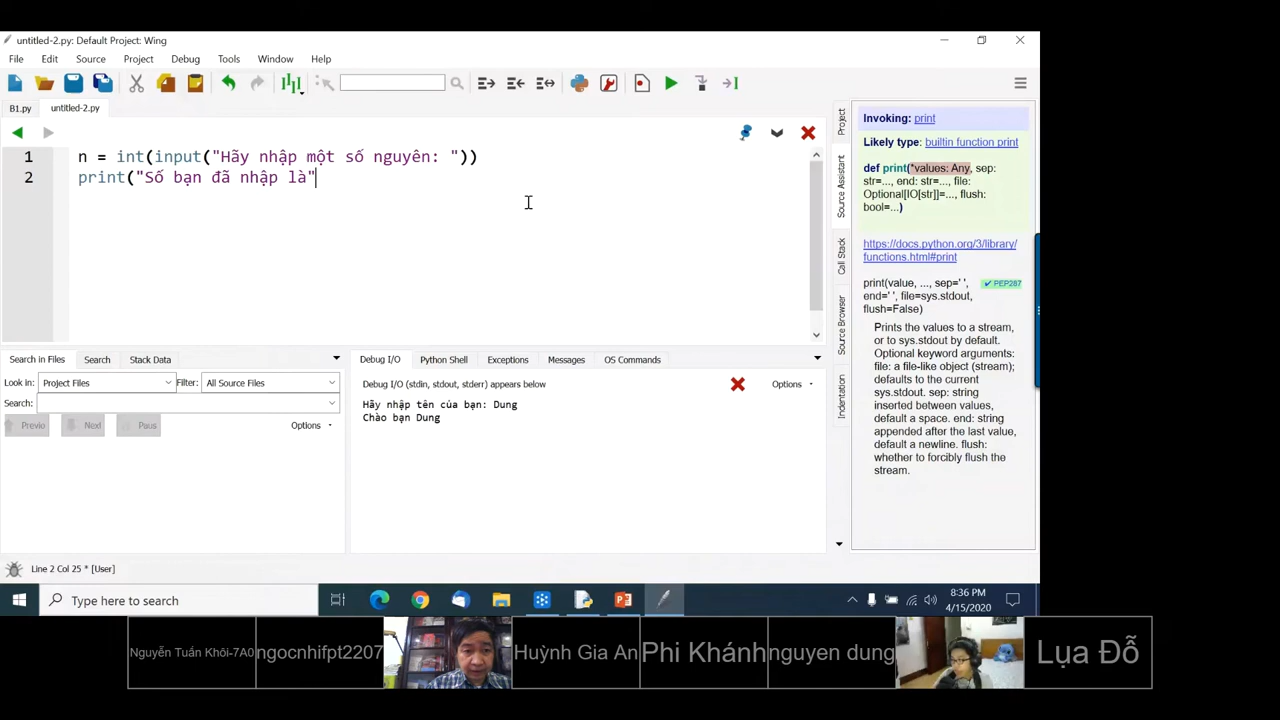 untitled-2.py: Default Project: Wing
File Edit Source Project Debug Tools Window Help
B1.py untitled-2.py
1 n = int(input("Hãy nhập một số nguyên: "))
2 print("Số bạn đã nhập là"
Project
Source Assistant
Call Stack
Source Browser
Indentation
Invoking: print
Likely type: builtin function print
def print(*values: Any, sep:
str=..., end: str=..., file:
Optional[IO[str]]=..., flush:
bool=...)
https://docs.python.org/3/library/
functions.html#print
print(value, ..., sep=' ', ✔ PEP287
end=' ', file=sys.stdout,
flush=False)
Prints the values to a stream,
or to sys.stdout by default.
Optional keyword arguments:
file: a file-like object (stream);
defaults to the current
sys.stdout. sep: string
inserted between values,
default a space. end: string
appended after the last value,
default a newline. flush:
whether to forcibly flush the
stream.
Search in Files Search Stack Data
Look in: Project Files Filter: All Source Files
Search:
Previo Next Paus Options
Debug I/O Python Shell Exceptions Messages OS Commands
Debug I/O (stdin, stdout, stderr) appears below Options
Hãy nhập tên của bạn: Dung
Chào bạn Dung
Line 2 Col 25 * [User]
Type here to search
8:36 PM
4/15/2020
Nguyễn Tuấn Khôi-7A0 ngocnhifpt2207 Huỳnh Gia An Phi Khánh nguyen dung Lụa Đỗ